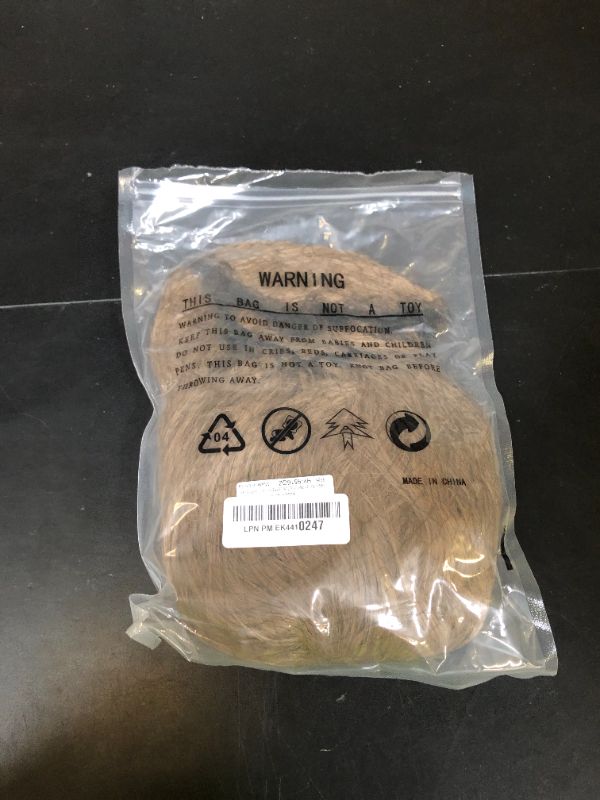 WARNING
THIS BAG IS NOT A TOY
WARNING TO AVOID DANGER OF SUFFOCATION
KEEP THIS BAG AWAY FROM BABIES AND CHILDREN
DO NOT USE IN CRIBS, BEDS, CARTIAGES OR PLAY
PENS. THIS BAG IS NOT A TOY. KNOT BAG BEFORE
THROWING AWAY.
04
MADE IN CHINA
LPN PM EK4410247